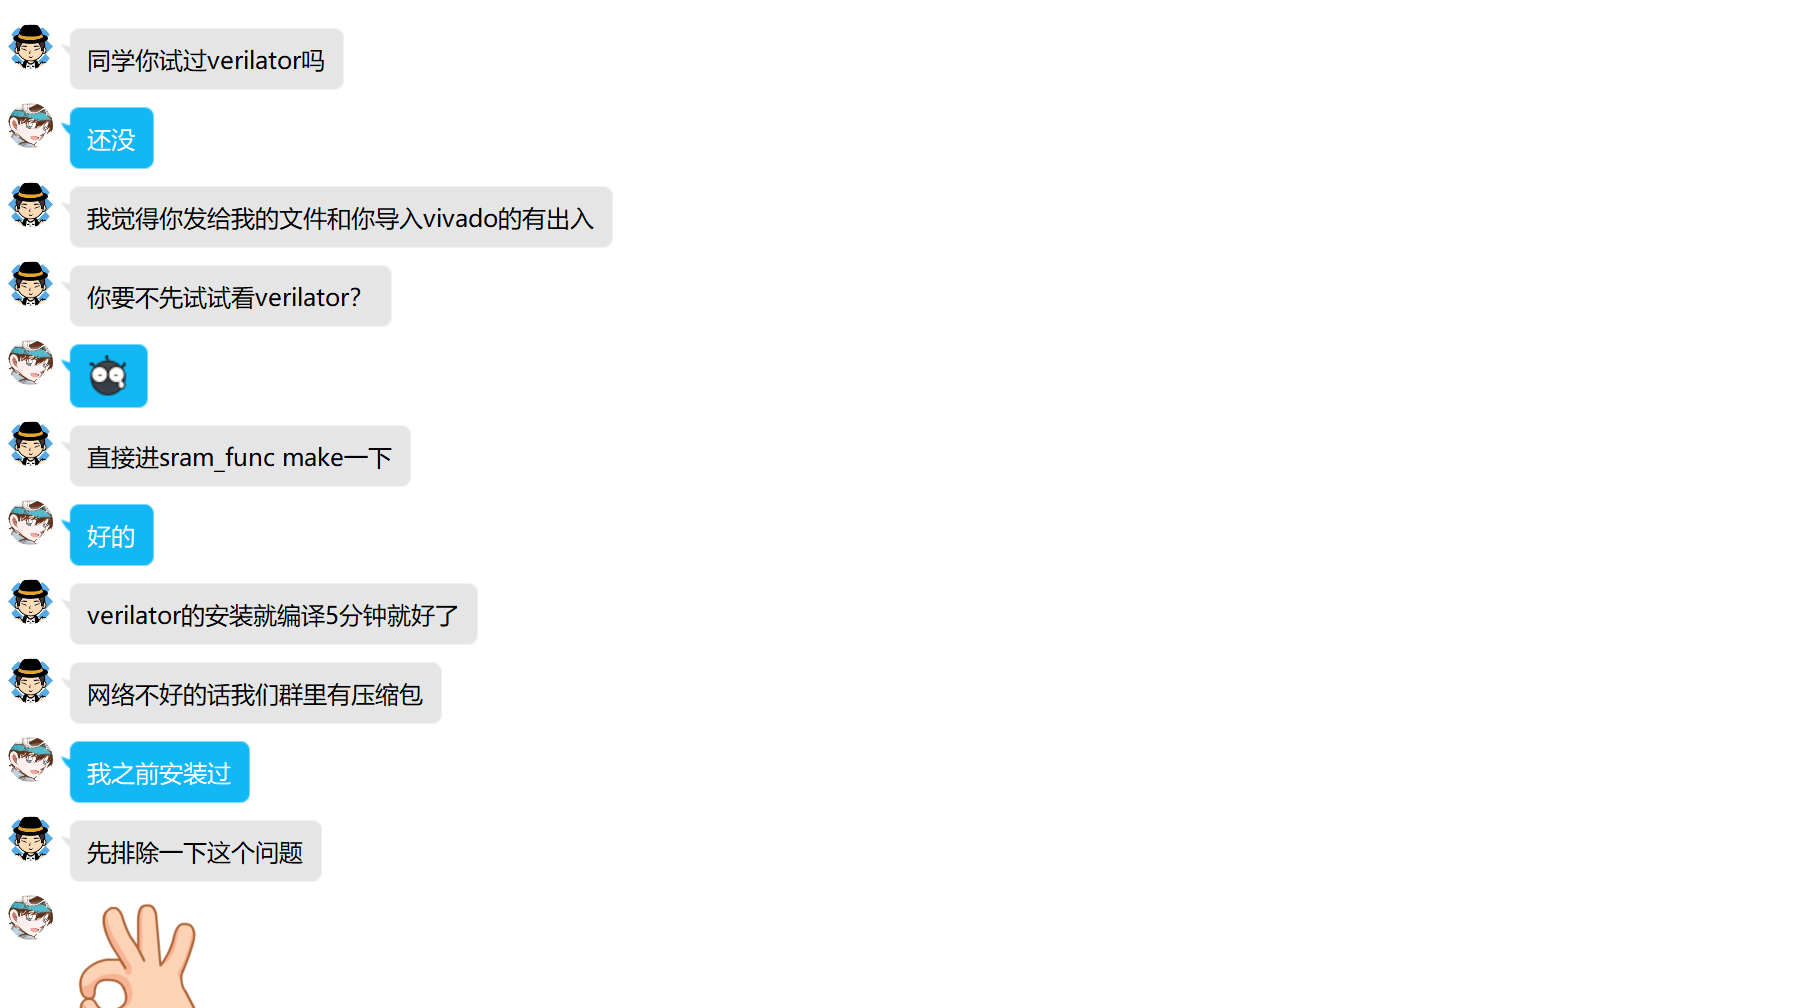 同学你试过verilator吗
还没
我觉得你发给我的文件和你导入vivado的有出入
你要不先试试看verilator?
直接进sram_func make一下
好的
verilator的安装就编译5分钟就好了
网络不好的话我们群里有压缩包
我之前安装过
先排除一下这个问题